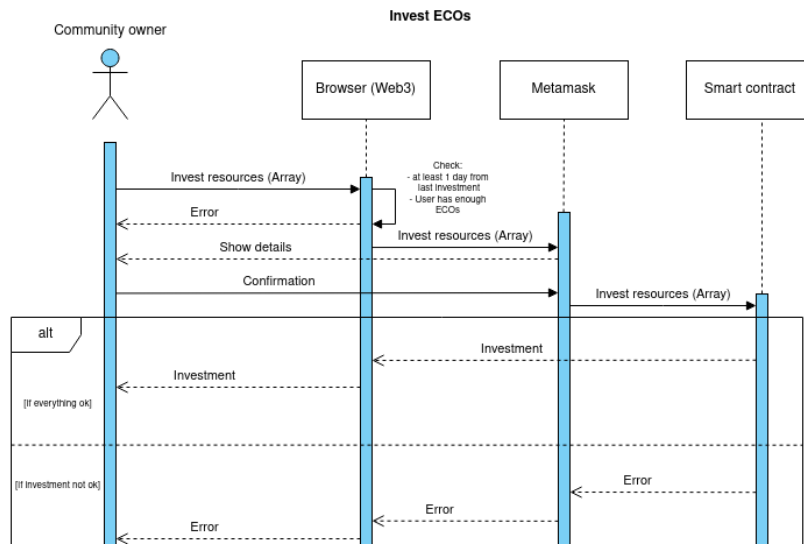 Invest ECOs
Community owner
Browser (Web3)
Metamask
Smart contract
Invest resources (Array)
Check:
- at least 1 day from
last investment
- User has enough
ECOs
Error
Invest resources (Array)
Show details
Confirmation
Invest resources (Array)
alt
Investment
Investment
[If everything ok]
[If investment not ok]
Error
Error
Error